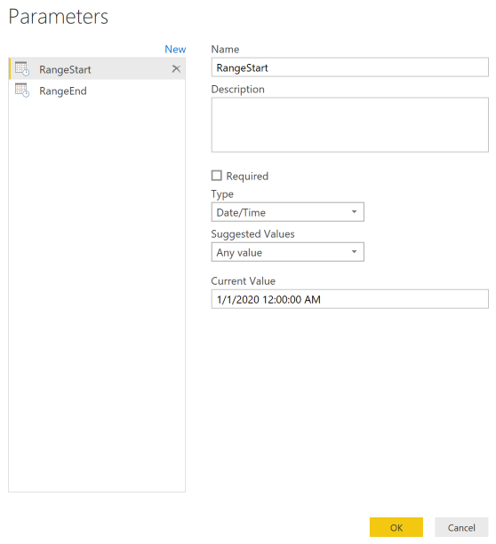 Parameters
New
RangeStart
RangeEnd
Name
RangeStart
Description
Required
Type
Date/Time
Suggested Values
Any value
Current Value
1/1/2020 12:00:00 AM
OK
Cancel